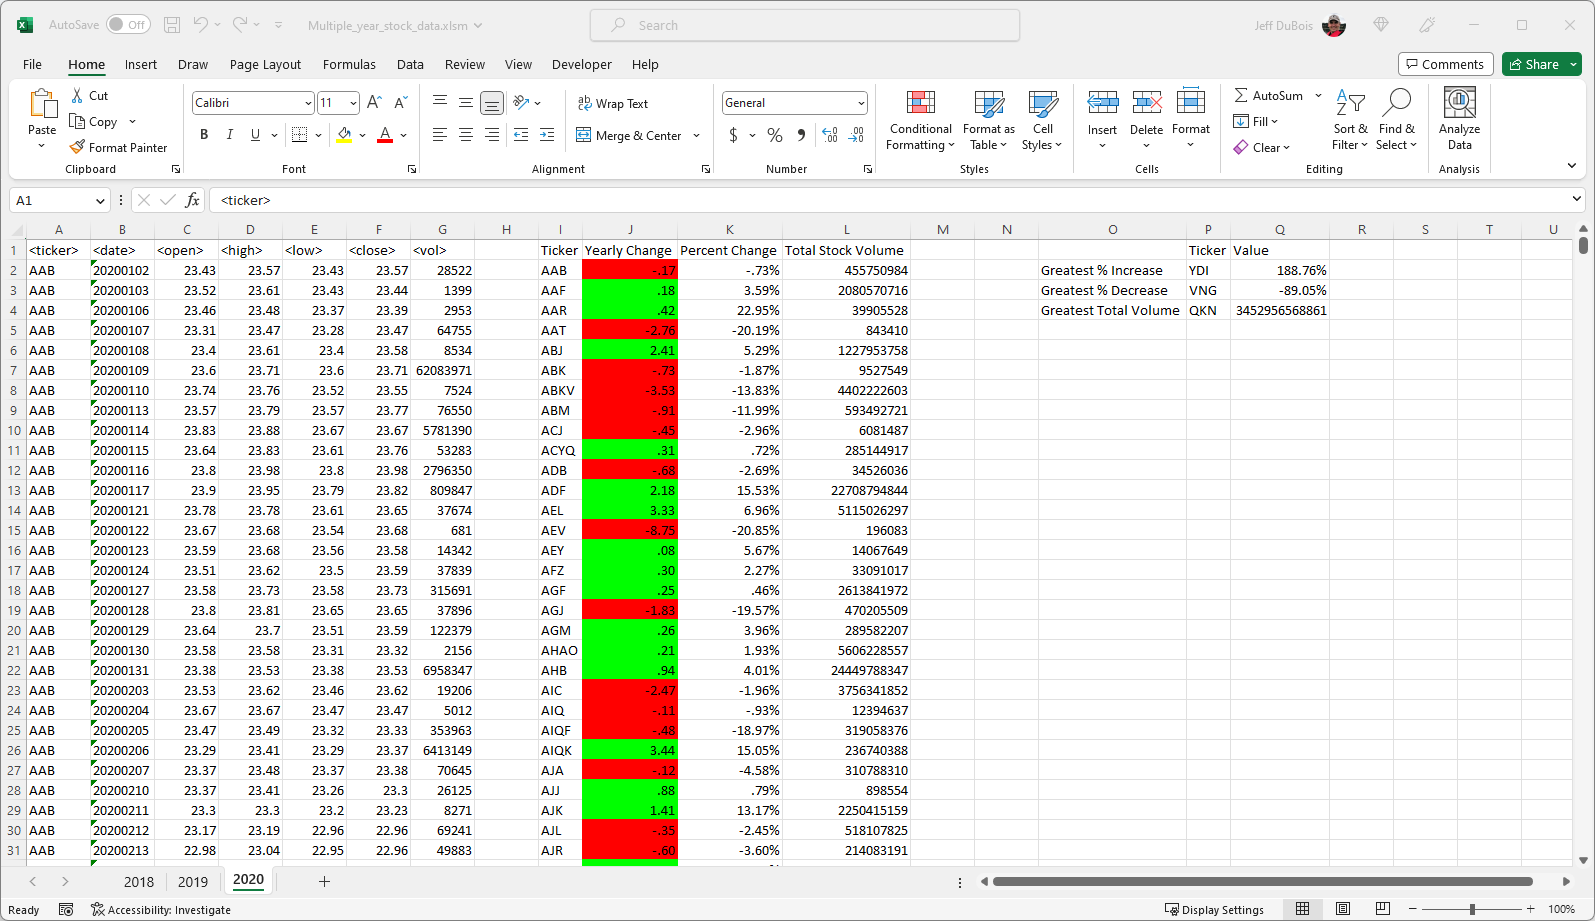 AutoSave Off Multiple_year_stock_data.xlsm Search Jeff DuBois
File Home Insert Draw Page Layout Formulas Data Review View Developer Help Comments Share
Paste Cut Copy Format Painter Clipboard
Calibri 11 B I U A Font
Wrap Text Merge & Center Alignment
General $ % Number
Conditional Formatting Format as Table Cell Styles Styles
Insert Delete Format Cells
AutoSum Fill Clear Sort & Filter Find & Select Editing
Analyze Data Analysis
A1 fx <ticker>
A B C D E F G H I J K L M N O P Q R S T U
1 <ticker> <date> <open> <high> <low> <close> <vol> Ticker Yearly Change Percent Change Total Stock Volume Ticker Value
2 AAB 20200102 23.43 23.57 23.43 23.57 28522 AAB -.17 -.73% 455750984 Greatest % Increase YDI 188.76%
3 AAB 20200103 23.52 23.61 23.43 23.44 1399 AAF .18 3.59% 2080570716 Greatest % Decrease VNG -89.05%
4 AAB 20200106 23.46 23.48 23.37 23.39 2953 AAR .42 22.95% 39905528 Greatest Total Volume QKN 3452956568861
5 AAB 20200107 23.31 23.47 23.28 23.47 64755 AAT -2.76 -20.19% 843410
6 AAB 20200108 23.4 23.61 23.4 23.58 8534 ABJ 2.41 5.29% 1227953758
7 AAB 20200109 23.6 23.71 23.6 23.71 62083971 ABK -.73 -1.87% 9527549
8 AAB 20200110 23.74 23.76 23.52 23.55 7524 ABKV -3.53 -13.83% 4402222603
9 AAB 20200113 23.57 23.79 23.57 23.77 76550 ABM -.91 -11.99% 593492721
10 AAB 20200114 23.83 23.88 23.67 23.67 5781390 ACJ -.45 -2.96% 6081487
11 AAB 20200115 23.64 23.83 23.61 23.76 53283 ACYQ .31 .72% 285144917
12 AAB 20200116 23.8 23.98 23.8 23.98 2796350 ADB -.68 -2.69% 34526036
13 AAB 20200117 23.9 23.95 23.79 23.82 809847 ADF 2.18 15.53% 22708794844
14 AAB 20200121 23.78 23.78 23.61 23.65 37674 AEL 3.33 6.96% 5115026297
15 AAB 20200122 23.67 23.68 23.54 23.68 681 AEV -8.75 -20.85% 196083
16 AAB 20200123 23.59 23.68 23.56 23.58 14342 AEY .08 5.67% 14067649
17 AAB 20200124 23.51 23.62 23.5 23.59 37839 AFZ .30 2.27% 33091017
18 AAB 20200127 23.58 23.73 23.58 23.73 315691 AGF .25 .46% 2613841972
19 AAB 20200128 23.8 23.81 23.65 23.65 37896 AGJ -1.83 -19.57% 470205509
20 AAB 20200129 23.64 23.7 23.51 23.59 122379 AGM .26 3.96% 289582207
21 AAB 20200130 23.58 23.58 23.31 23.32 2156 AHAO .21 1.93% 5606228557
22 AAB 20200131 23.38 23.53 23.38 23.53 6958347 AHB .94 4.01% 24449788347
23 AAB 20200203 23.53 23.62 23.46 23.62 19206 AIC -2.47 -1.96% 3756341852
24 AAB 20200204 23.67 23.67 23.47 23.47 5012 AIQ -.11 -.93% 12394637
25 AAB 20200205 23.47 23.49 23.32 23.33 353963 AIQF -.48 -18.97% 319058376
26 AAB 20200206 23.29 23.41 23.29 23.37 6413149 AIQK 3.44 15.05% 236740388
27 AAB 20200207 23.37 23.48 23.37 23.38 70645 AJA -.12 -4.58% 310788310
28 AAB 20200210 23.37 23.41 23.26 23.3 26125 AJJ .88 .79% 898554
29 AAB 20200211 23.3 23.3 23.2 23.23 8271 AJK 1.41 13.17% 2250415159
30 AAB 20200212 23.17 23.19 22.96 22.96 69241 AJL -.35 -2.45% 518107825
31 AAB 20200213 22.98 23.04 22.95 22.96 49883 AJR -.60 -3.60% 214083191
2018 2019 2020
Ready Accessibility: Investigate Display Settings 100%